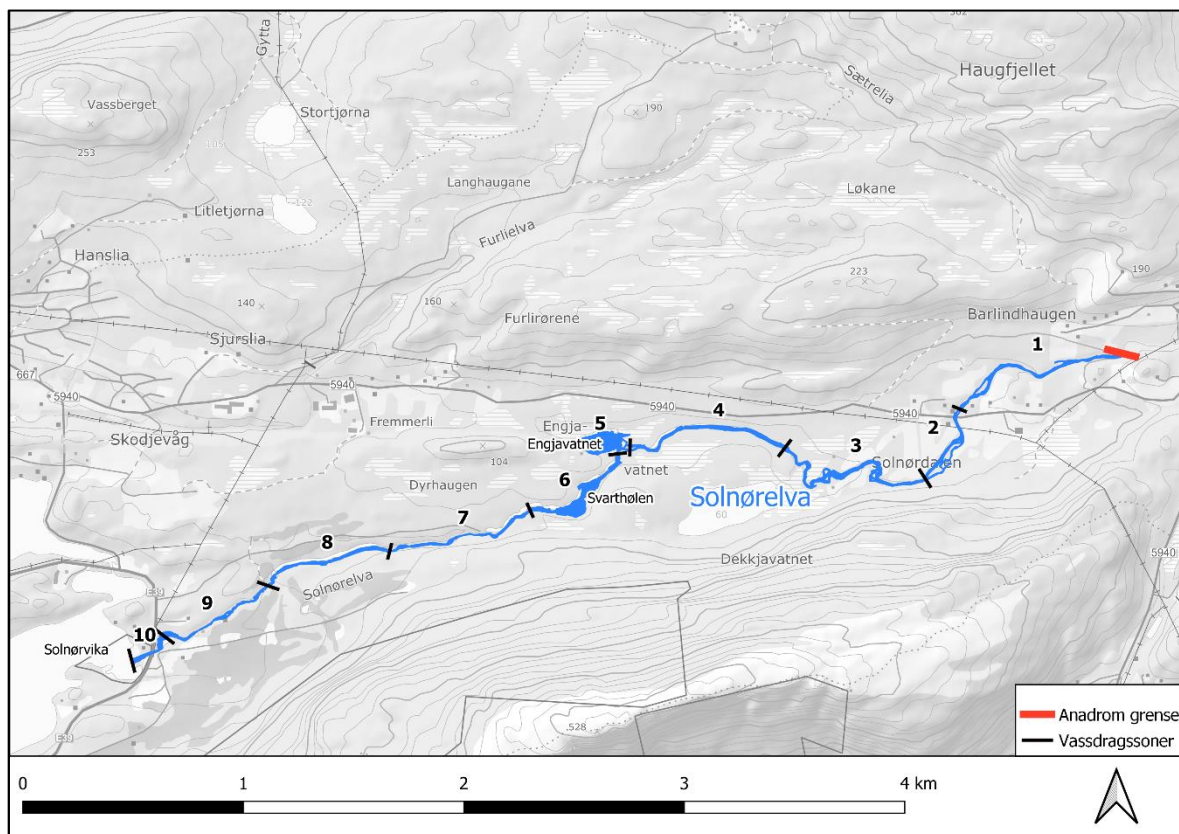 Gytta
582
Haugfjellet
Sætrelia
Vassberget
190
Stortjørna
253
105
Langhaugane
Løkane
Litletjørna
122
Furlielva
Hanslia
223
190
140
160
Furlirørene
Barlindhaugen
Sjurslia
1
667
5940
5940
4
5940
2
Fremmerli
Engja-
5
Engjavatnet
3
Skodjevåg
104
vatnet
Solnørdalen
6
Dyrhaugen
Svarthølen
Solnørelva
60
7
8
Dekkjavatnet
5940
Solnørelva
E39
9
10
Solnørvika
528
E39
Anadrom grense
Vassdragssoner
0 1 2 3 4 km